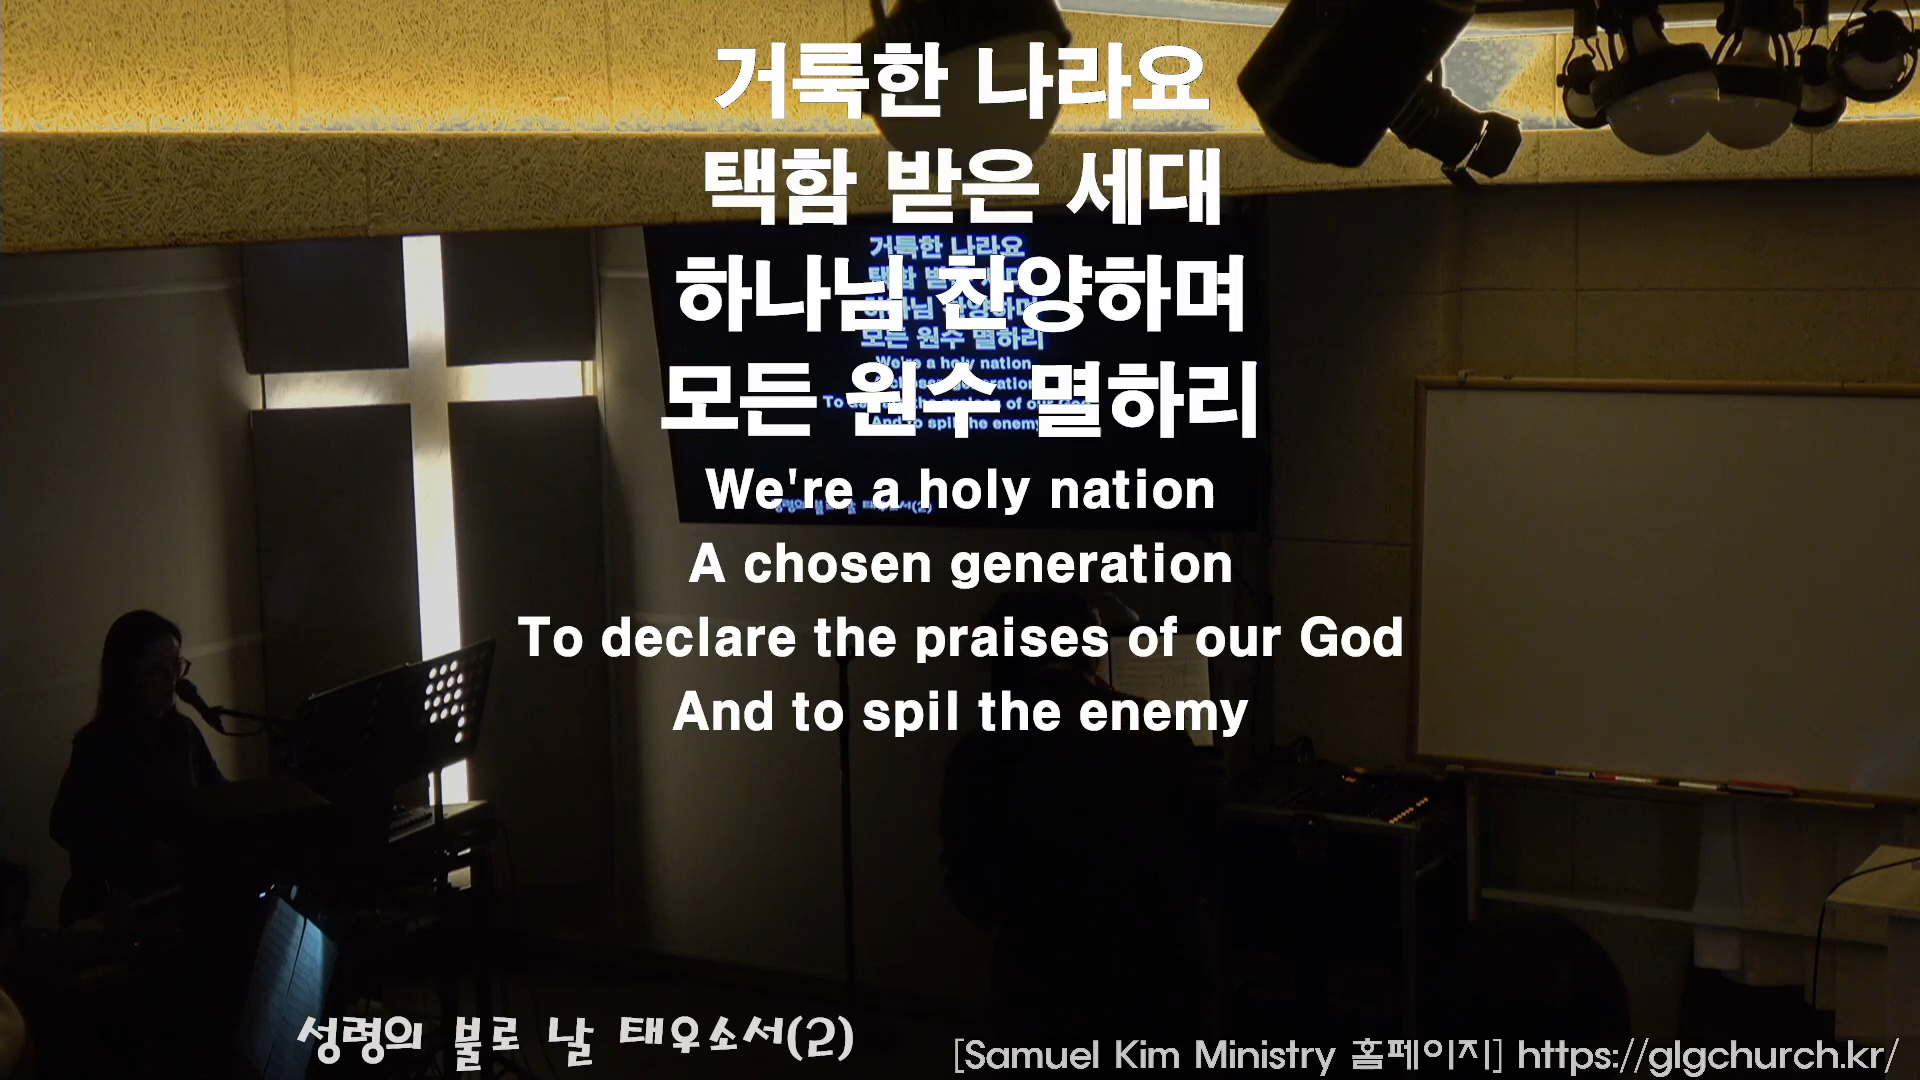 거룩한 나라요
택함 받은 세대
하나님 찬양하며
모든 원수 멸하리
We're a holy nation
A chosen generation
To declare the praises of our God
And to spil the enemy
성령의 불로 날 태우소서(2)
[Samuel Kim Ministry 홈페이지] https://glgchurch.kr/